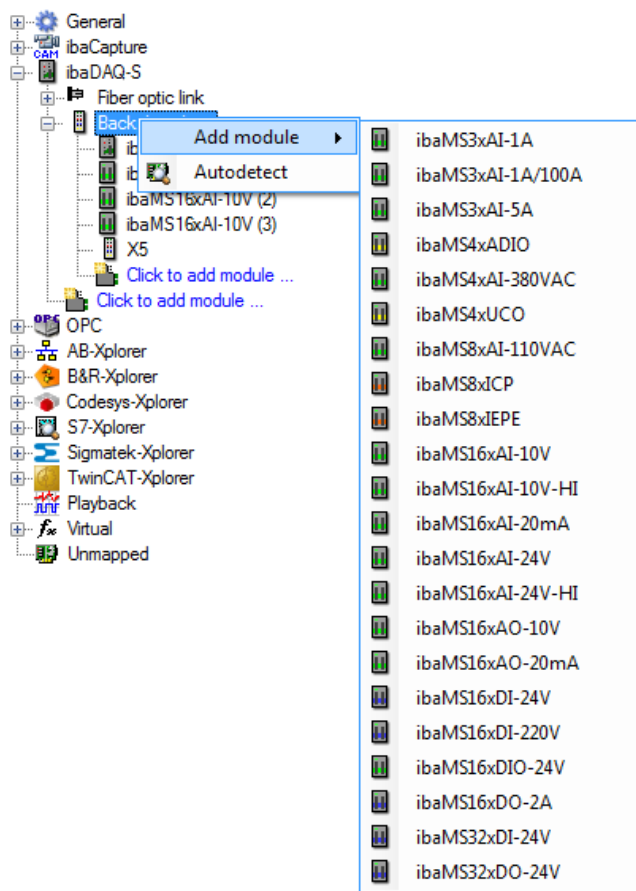 General
CAM ibaCapture
ibaDAQ-S
Fiber optic link
Back
Add module
Autodetect
ibaMS16xAI-10V (2)
ibaMS16xAI-10V (3)
X5
Click to add module ...
Click to add module ...
OPC OPC
AB-Xplorer
B&R-Xplorer
Codesys-Xplorer
S7-Xplorer
Sigmatek-Xplorer
TwinCAT-Xplorer
Playback
fx Virtual
Unmapped
ibaMS3xAI-1A
ibaMS3xAI-1A/100A
ibaMS3xAI-5A
ibaMS4xADIO
ibaMS4xAI-380VAC
ibaMS4xUCO
ibaMS8xAI-110VAC
ibaMS8xICP
ibaMS8xIEPE
ibaMS16xAI-10V
ibaMS16xAI-10V-HI
ibaMS16xAI-20mA
ibaMS16xAI-24V
ibaMS16xAI-24V-HI
ibaMS16xAO-10V
ibaMS16xAO-20mA
ibaMS16xDI-24V
ibaMS16xDI-220V
ibaMS16xDIO-24V
ibaMS16xDO-2A
ibaMS32xDI-24V
ibaMS32xDO-24V